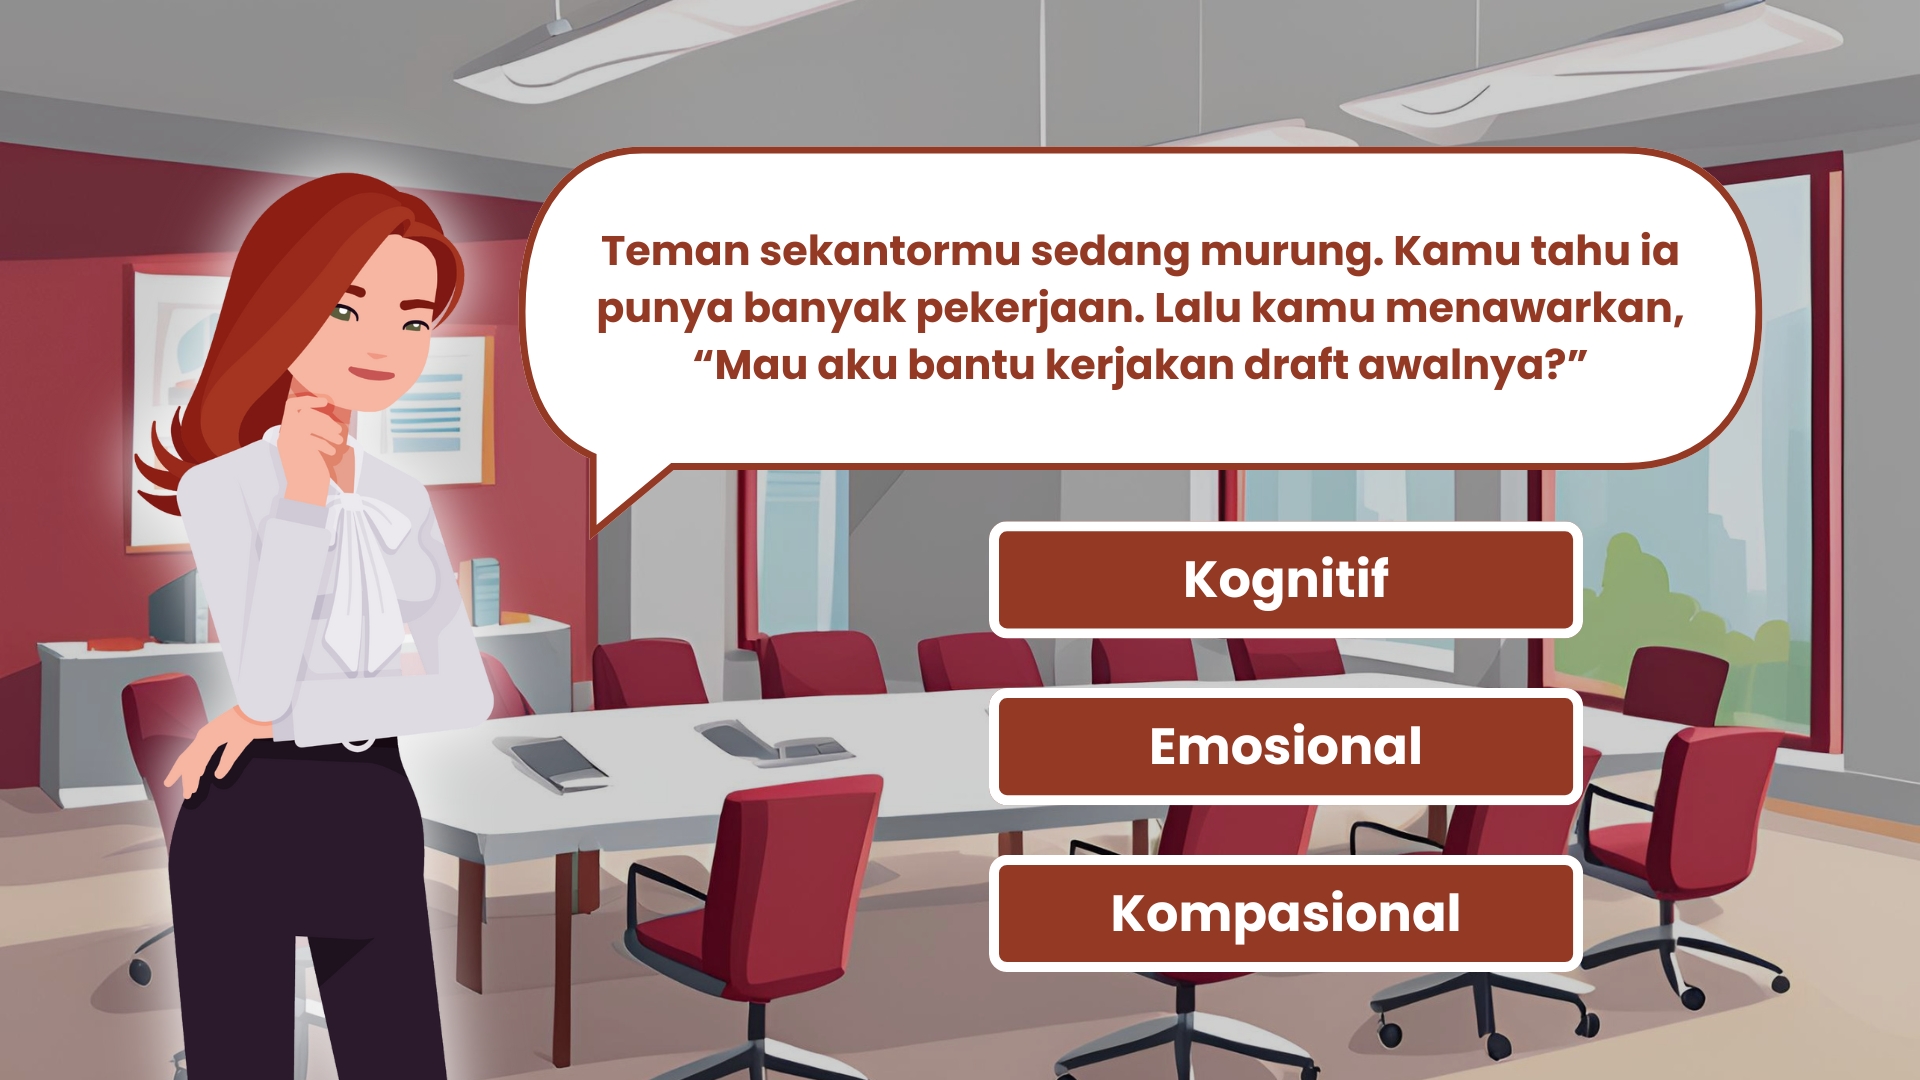 Teman sekantormu sedang murung. Kamu tahu ia
punya banyak pekerjaan. Lalu kamu menawarkan,
“Mau aku bantu kerjakan draft awalnya?”
Kognitif
Emosional
Kompasional